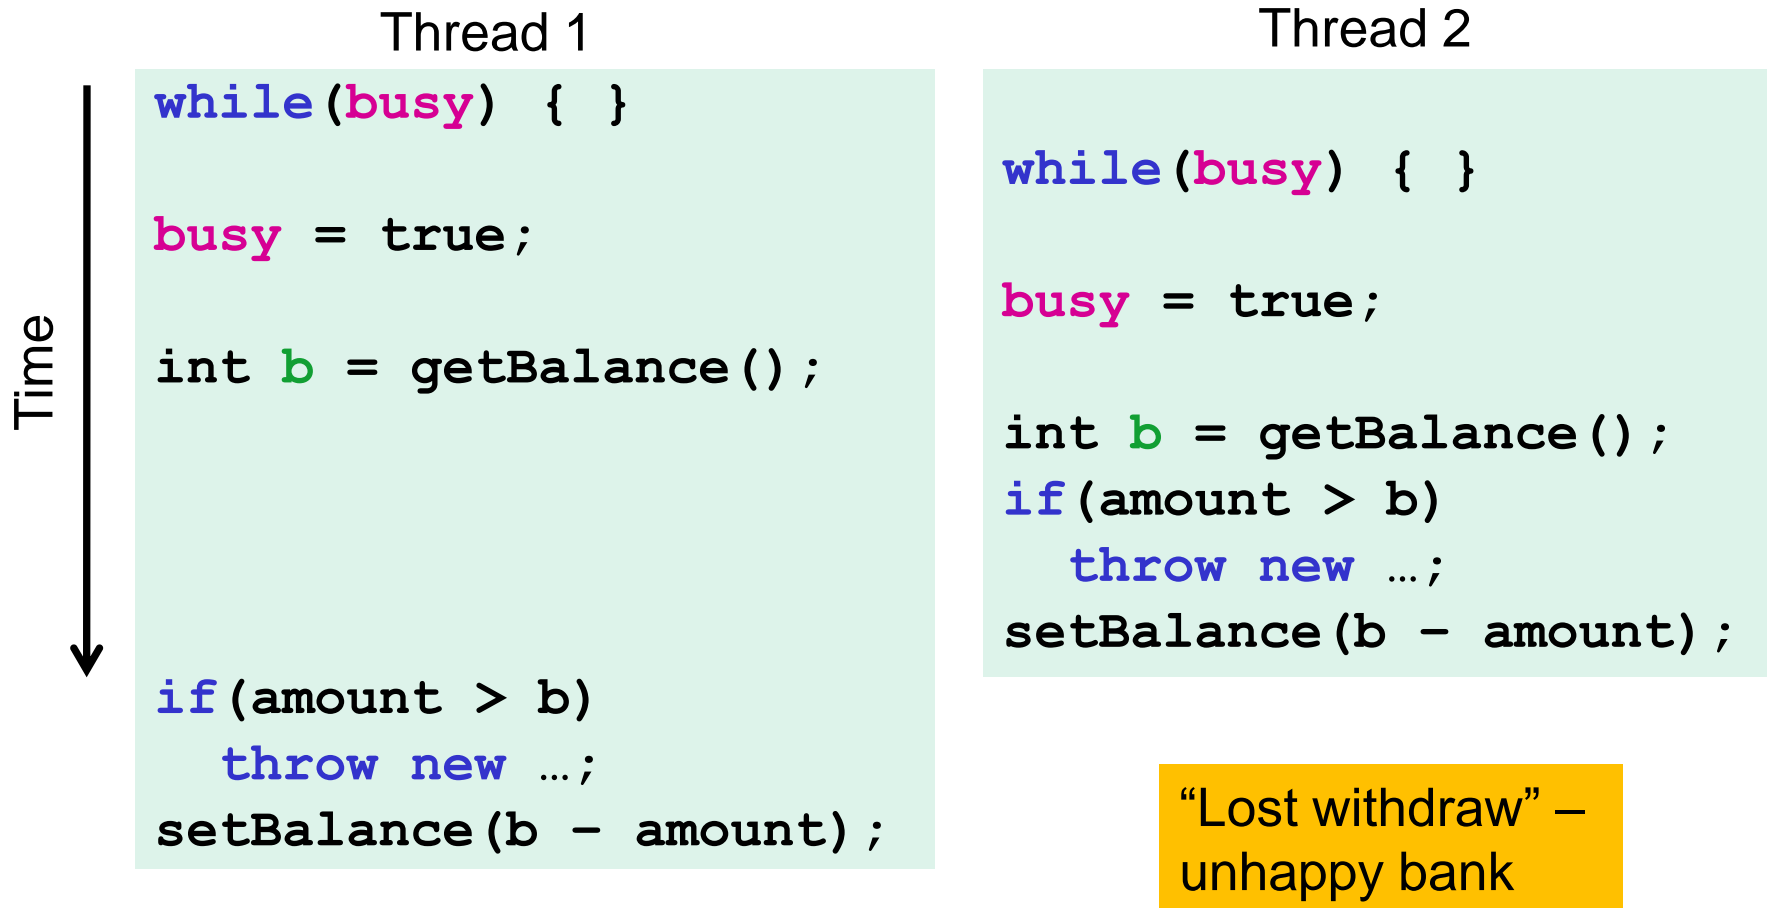 Thread 1
while(busy) { }
busy = true;
int b = getBalance();
if(amount > b)
throw new …;
setBalance(b – amount);
Thread 2
while(busy) { }
busy = true;
int b = getBalance();
if(amount > b)
throw new …;
setBalance(b – amount);
Time
“Lost withdraw” –
unhappy bank